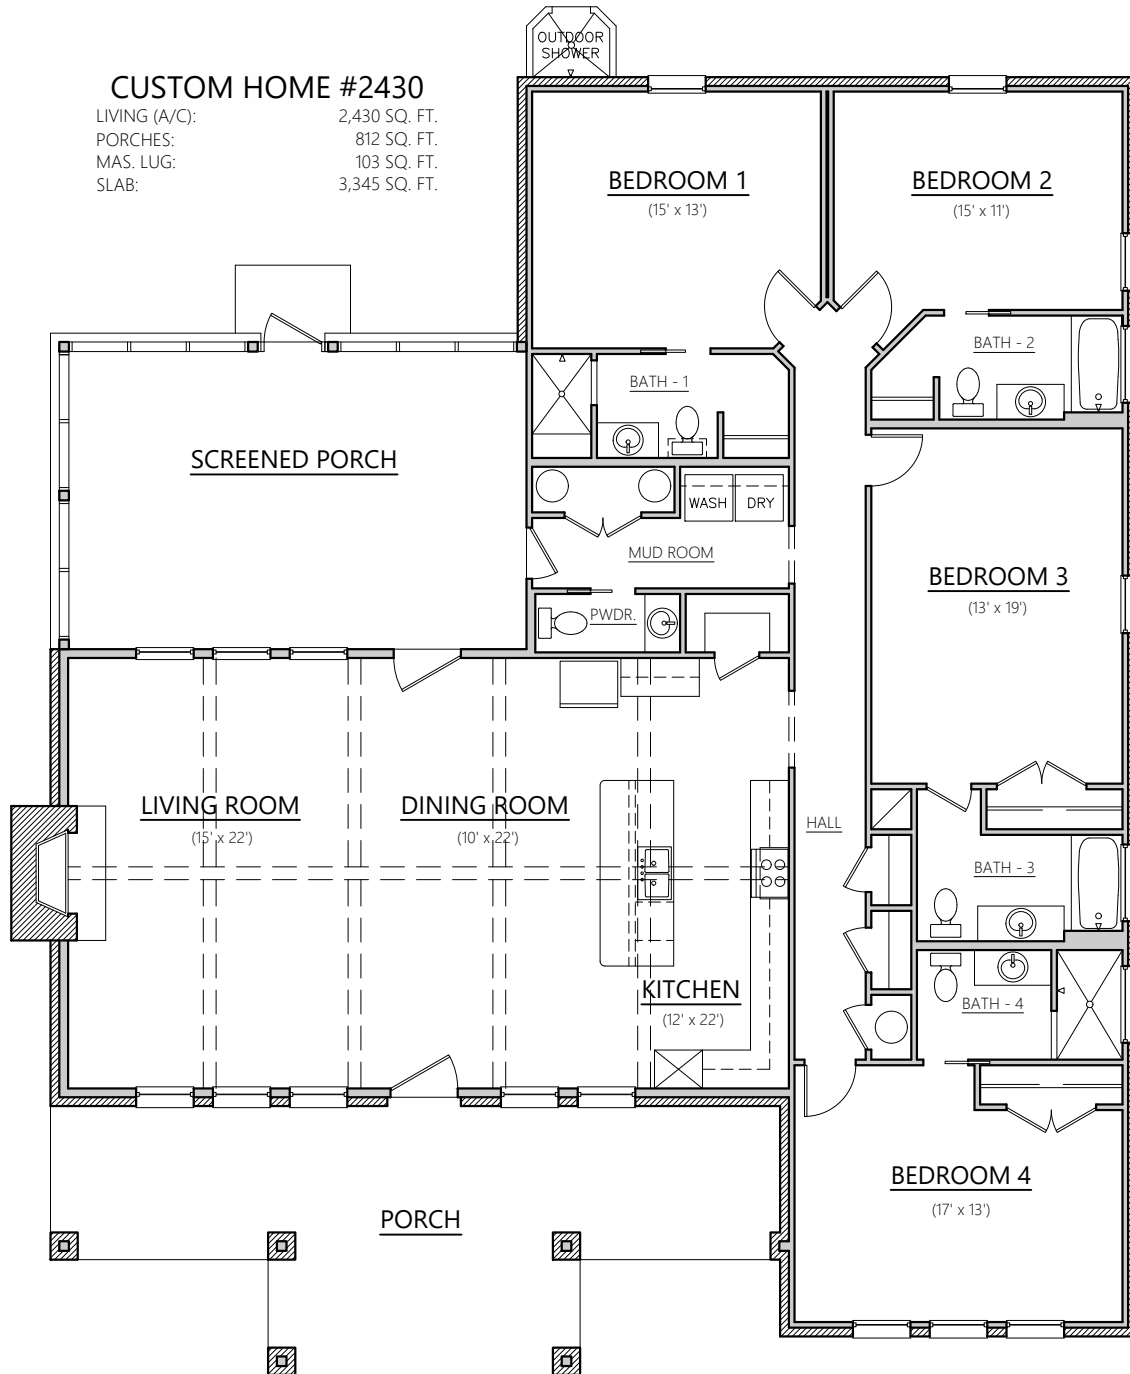 OUTDOOR
SHOWER
CUSTOM HOME #2430
LIVING (A/C): 2,430 SQ. FT.
PORCHES: 812 SQ. FT.
MAS. LUG: 103 SQ. FT.
SLAB: 3,345 SQ. FT.
BEDROOM 1
(15' x 13')
BEDROOM 2
(15' x 11')
BATH - 2
BATH - 1
SCREENED PORCH
WASH
DRY
MUD ROOM
BEDROOM 3
(13' x 19')
PWDR.
LIVING ROOM
(15' x 22')
DINING ROOM
(10' x 22')
HALL
BATH - 3
KITCHEN
(12' x 22')
BATH - 4
BEDROOM 4
(17' x 13')
PORCH